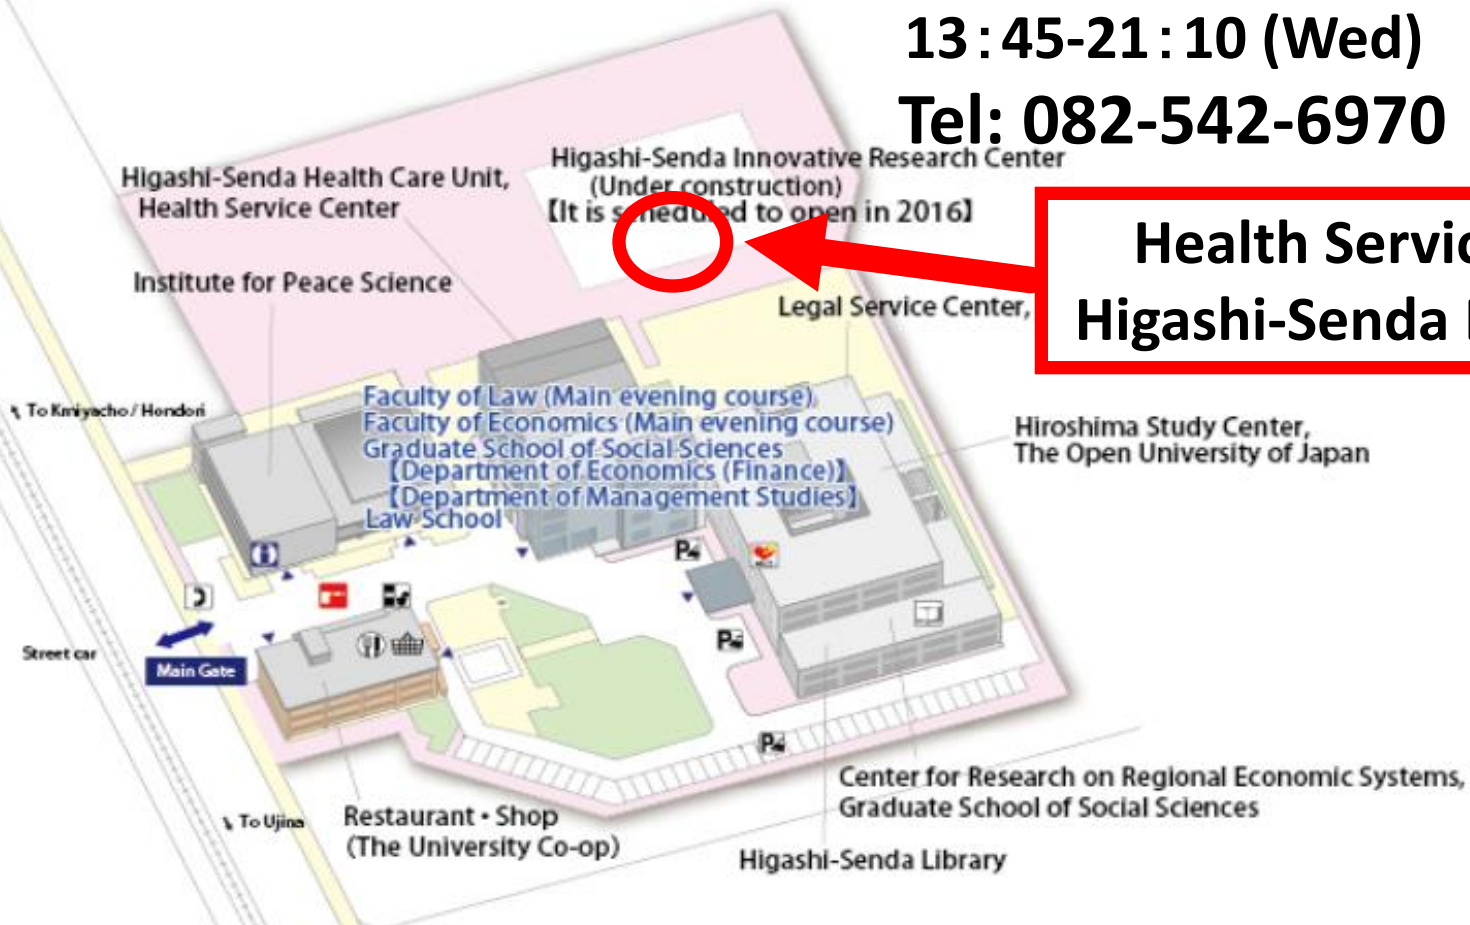 13:45-21:10 (Wed)
Tel: 082-542-6970
Higashi-Senda Innovative Research Center
(Under construction)
【It is scheduled to open in 2016】
Higashi-Senda Health Care Unit,
Health Service Center
Health Servic
Higashi-Senda
Institute for Peace Science
Legal Service Center,
Faculty of Law (Main evening course)
Faculty of Economics (Main evening course)
Graduate School of Social Sciences
【Department of Economics (Finance)】
【Department of Management Studies】
Law School
To Kmiyacho / Hondori
Hiroshima Study Center,
The Open University of Japan
P
P
P
Street car
Main Gate
To Ujina
Restaurant・Shop
(The University Co-op)
Center for Research on Regional Economic Systems,
Graduate School of Social Sciences
Higashi-Senda Library